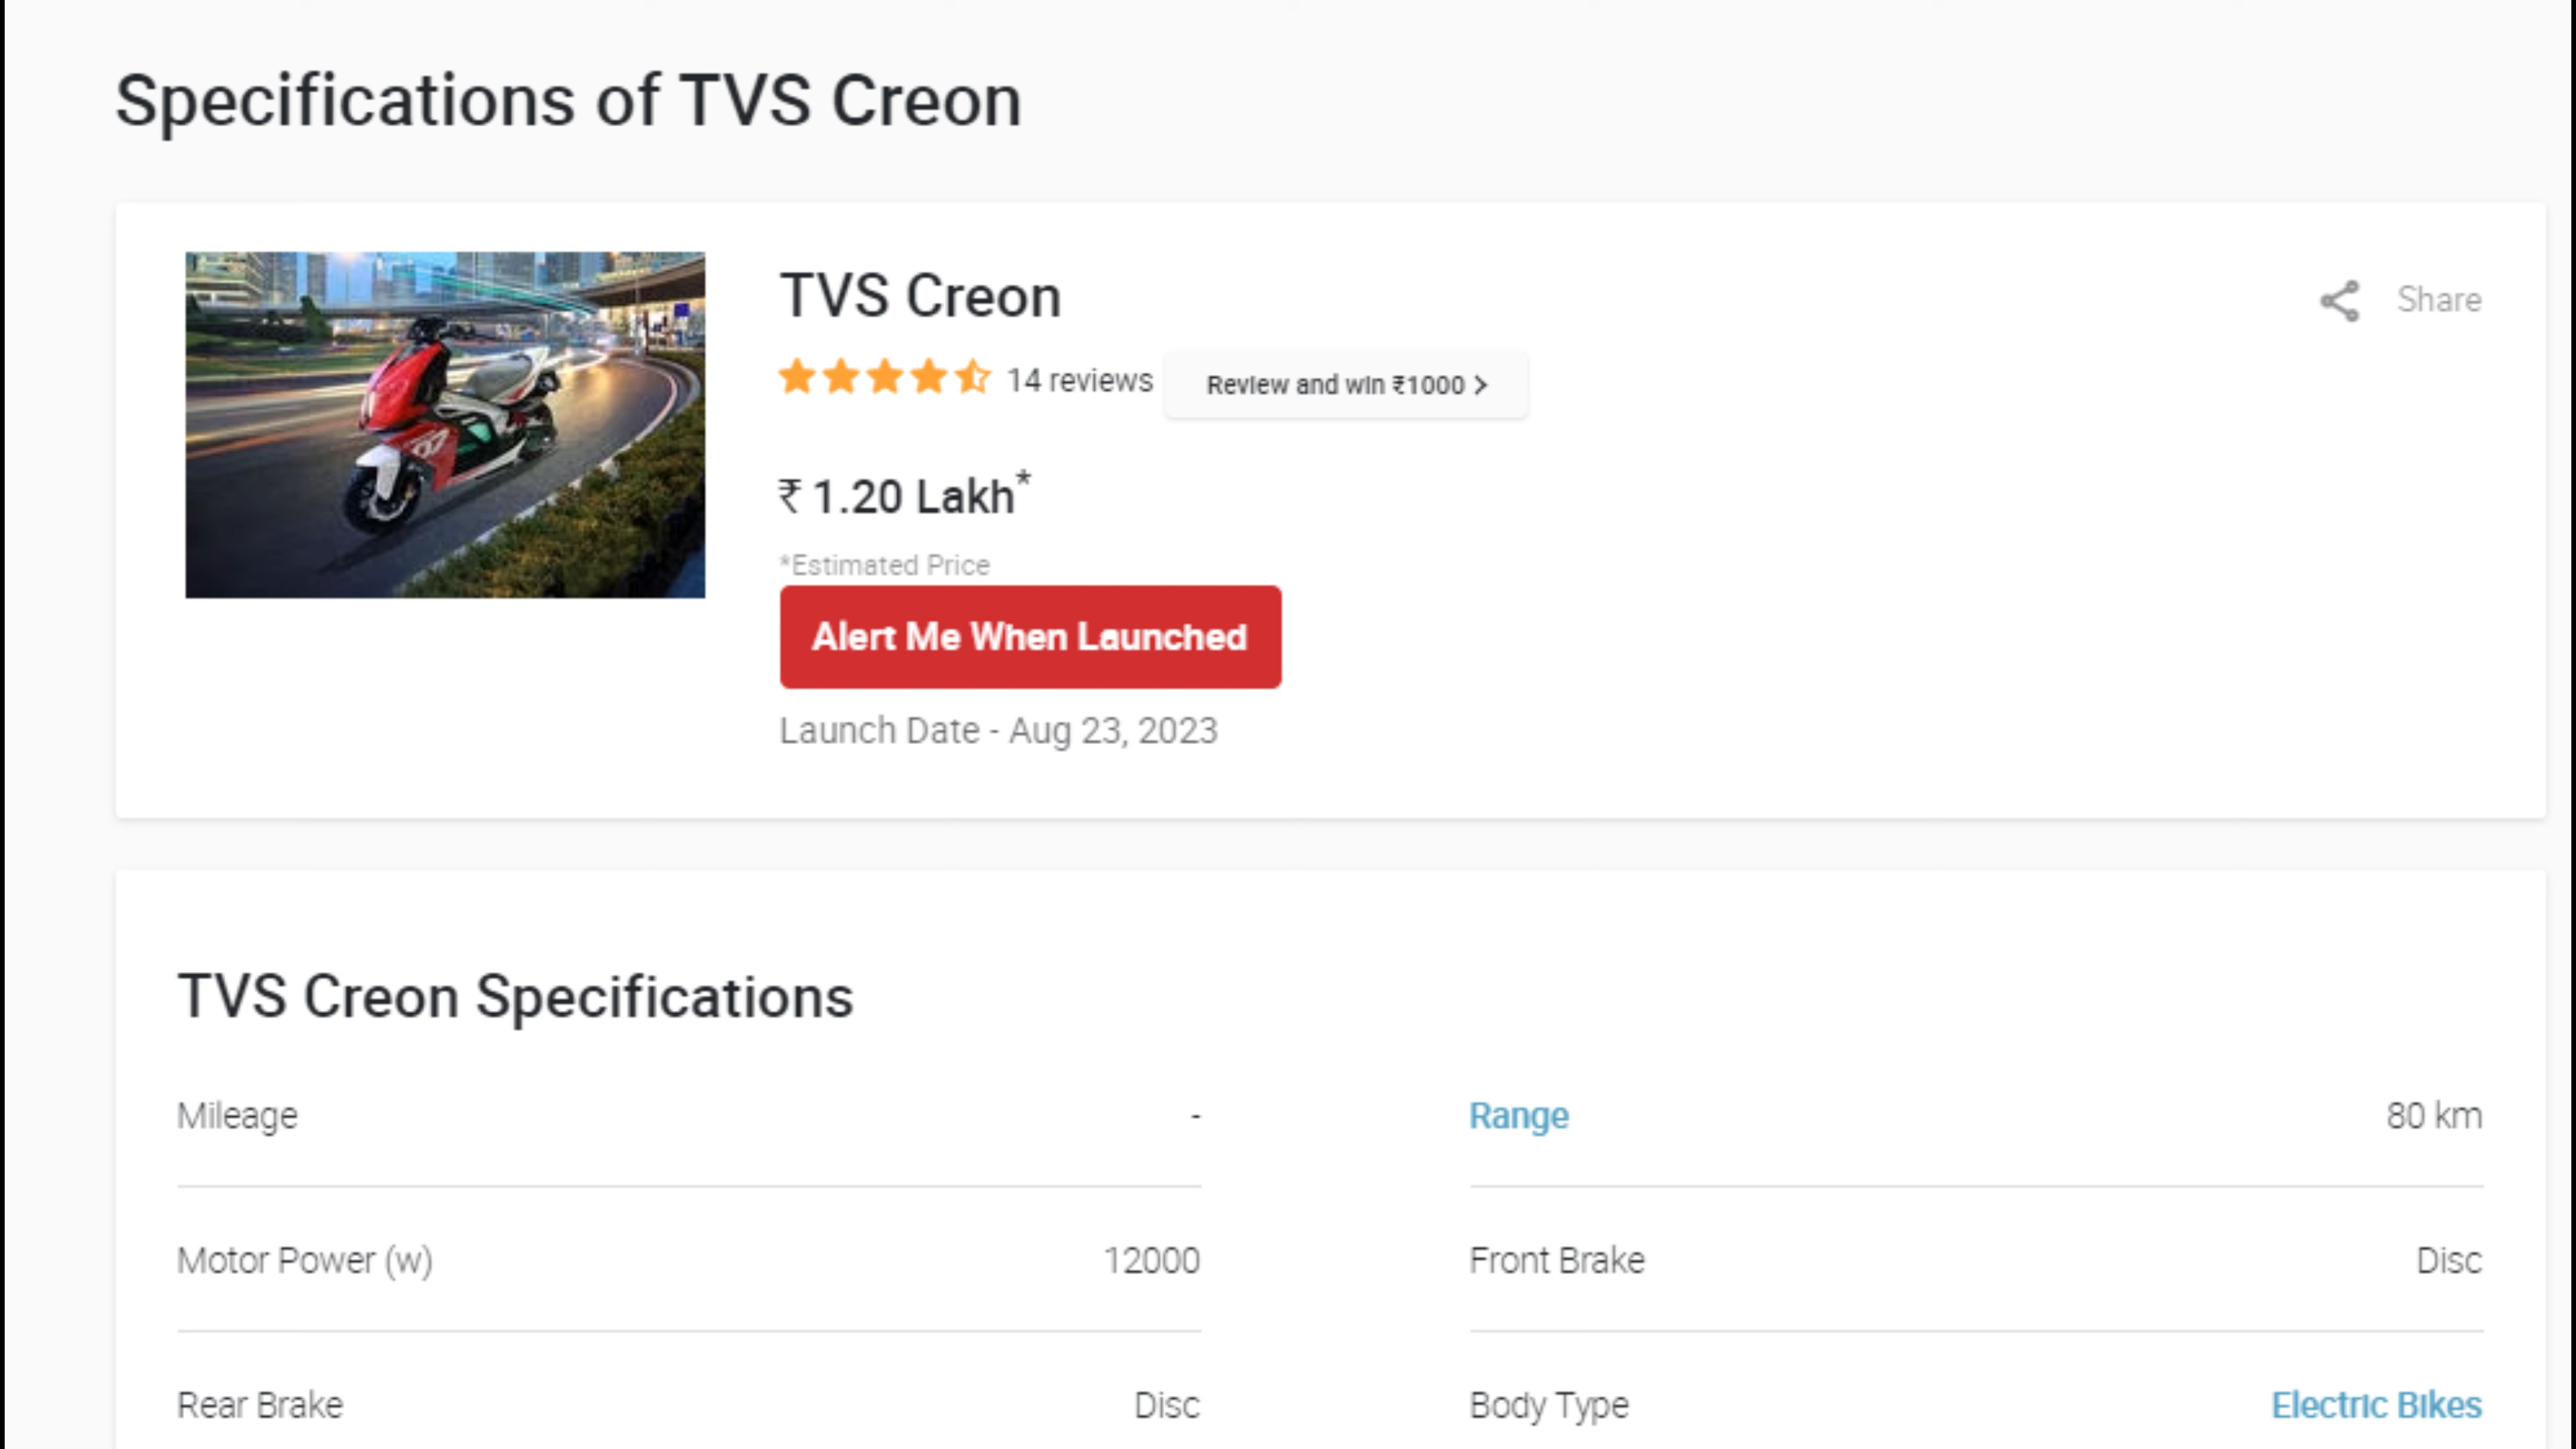 Specifications of TVS Creon
TVS Creon
Share
14 reviews
Review and win ₹1000 >
₹ 1.20 Lakh*
*Estimated Price
Alert Me When Launched
Launch Date - Aug 23, 2023
TVS Creon Specifications
Mileage -
Range 80 km
Motor Power (w) 12000
Front Brake Disc
Rear Brake Disc
Body Type Electric Bikes